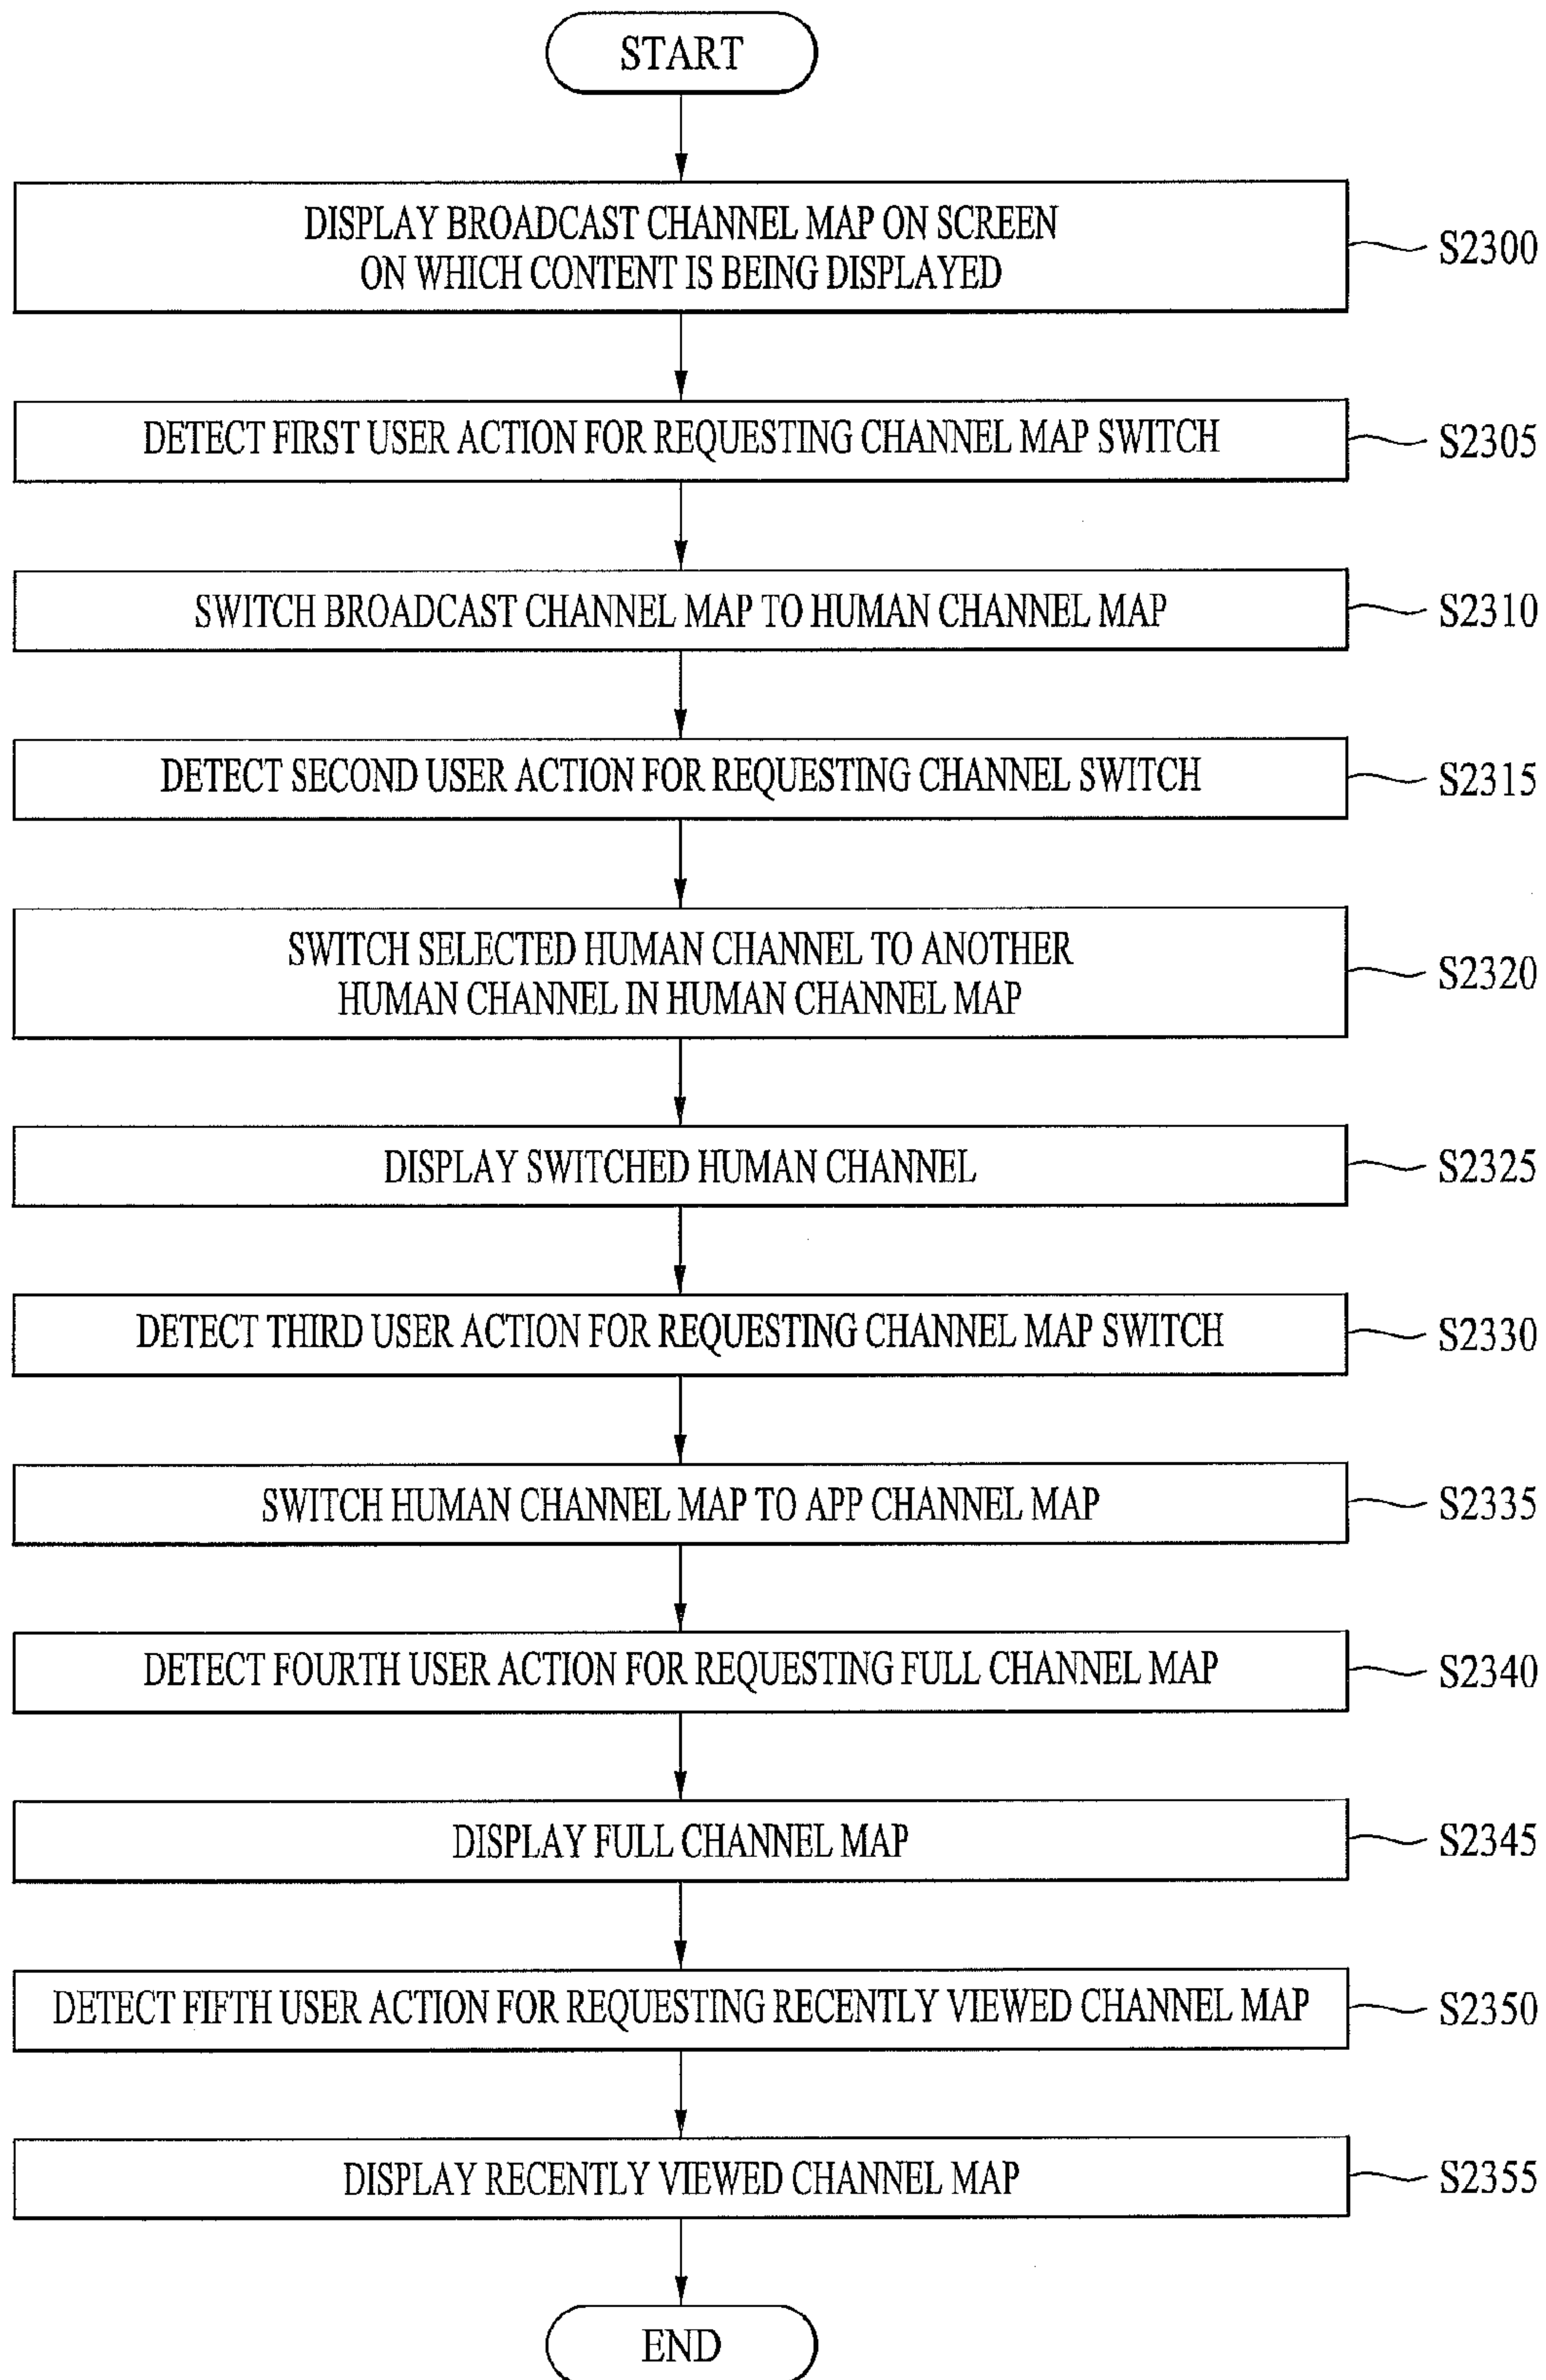 START
DISPLAY BROADCAST CHANNEL MAP ON SCREEN
ON WHICH CONTENT IS BEING DISPLAYED
S2300
DETECT FIRST USER ACTION FOR REQUESTING CHANNEL MAP SWITCH
S2305
SWITCH BROADCAST CHANNEL MAP TO HUMAN CHANNEL MAP
S2310
DETECT SECOND USER ACTION FOR REQUESTING CHANNEL SWITCH
S2315
SWITCH SELECTED HUMAN CHANNEL TO ANOTHER
HUMAN CHANNEL IN HUMAN CHANNEL MAP
S2320
DISPLAY SWITCHED HUMAN CHANNEL
S2325
DETECT THIRD USER ACTION FOR REQUESTING CHANNEL MAP SWITCH
S2330
SWITCH HUMAN CHANNEL MAP TO APP CHANNEL MAP
S2335
DETECT FOURTH USER ACTION FOR REQUESTING FULL CHANNEL MAP
S2340
DISPLAY FULL CHANNEL MAP
S2345
DETECT FIFTH USER ACTION FOR REQUESTING RECENTLY VIEWED CHANNEL MAP
S2350
DISPLAY RECENTLY VIEWED CHANNEL MAP
S2355
END